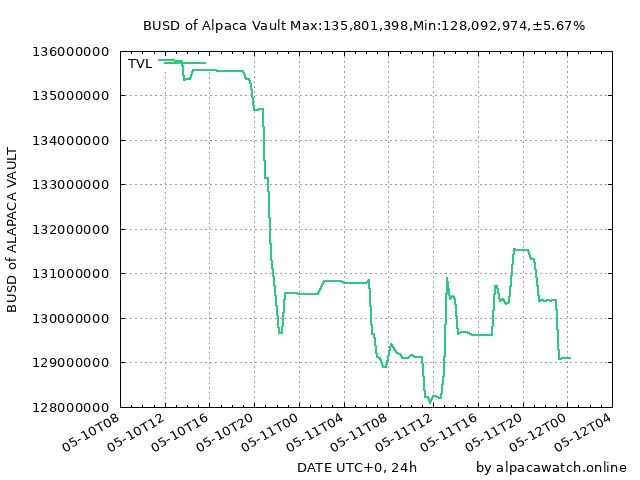 BUSD of Alpaca Vault Max:135,801,398,Min:128,092,974,±5.67%
136000000
TVL
135000000
134000000
133000000
132000000
131000000
130000000
129000000
128000000
BUSD of ALAPACA VAULT
05-10T08
05-10T12
05-10T16
05-10T20
05-11T00
05-11T04
05-11T08
05-11T12
05-11T16
05-11T20
05-12T00
05-12T04
DATE UTC+0, 24h
by alpacawatch.online